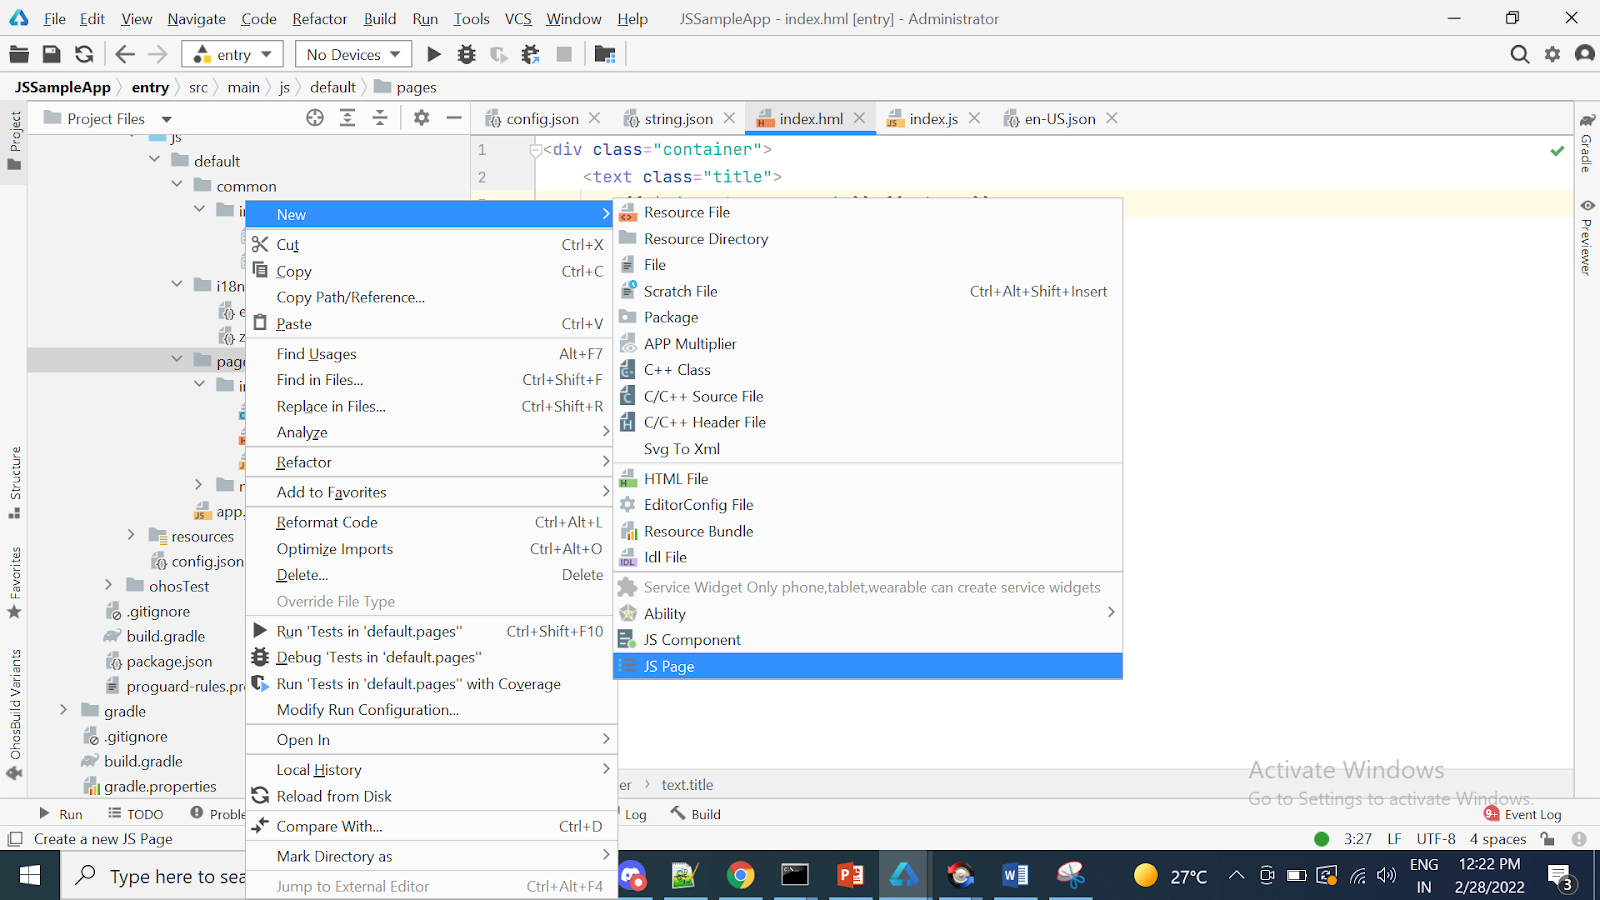 File Edit View Navigate Code Refactor Build Run Tools VCS Window Help JSSampleApp - index.hml [entry] - Administrator
entry No Devices
JSSampleApp entry src main js default pages
Project Files config.json string.json index.hml index.js en-US.json
Project
Structure
Favorites
OhosBuild Variants
js
default
common
i18n
app.
resources
config.json
ohosTest
.gitignore
build.gradle
package.json
proguard-rules.pr
gradle
.gitignore
build.gradle
gradle.properties
1 <div class="container">
2 <text class="title">
New
Cut Ctrl+X
Copy Ctrl+C
Copy Path/Reference...
Paste Ctrl+V
Find Usages Alt+F7
Find in Files... Ctrl+Shift+F
Replace in Files... Ctrl+Shift+R
Analyze
Refactor
Add to Favorites
Reformat Code Ctrl+Alt+L
Optimize Imports Ctrl+Alt+O
Delete... Delete
Override File Type
Run 'Tests in 'default.pages'' Ctrl+Shift+F10
Debug 'Tests in 'default.pages''
Run 'Tests in 'default.pages'' with Coverage
Modify Run Configuration...
Open In
Local History
Reload from Disk
Compare With... Ctrl+D
Mark Directory as
Jump to External Editor Ctrl+Alt+F4
Resource File
Resource Directory
File
Scratch File Ctrl+Alt+Shift+Insert
Package
APP Multiplier
C++ Class
C/C++ Source File
C/C++ Header File
Svg To Xml
HTML File
EditorConfig File
Resource Bundle
Idl File
Service Widget Only phone,tablet,wearable can create service widgets
Ability
JS Component
JS Page
Gradle
Previewer
Activate Windows
Go to Settings to activate Windows.
er text.title
Run TODO Proble Log Build 9+ Event Log
Create a new JS Page 3:27 LF UTF-8 4 spaces
Type here to sea 27°C ENG 12:22 PM
IN 2/28/2022 3